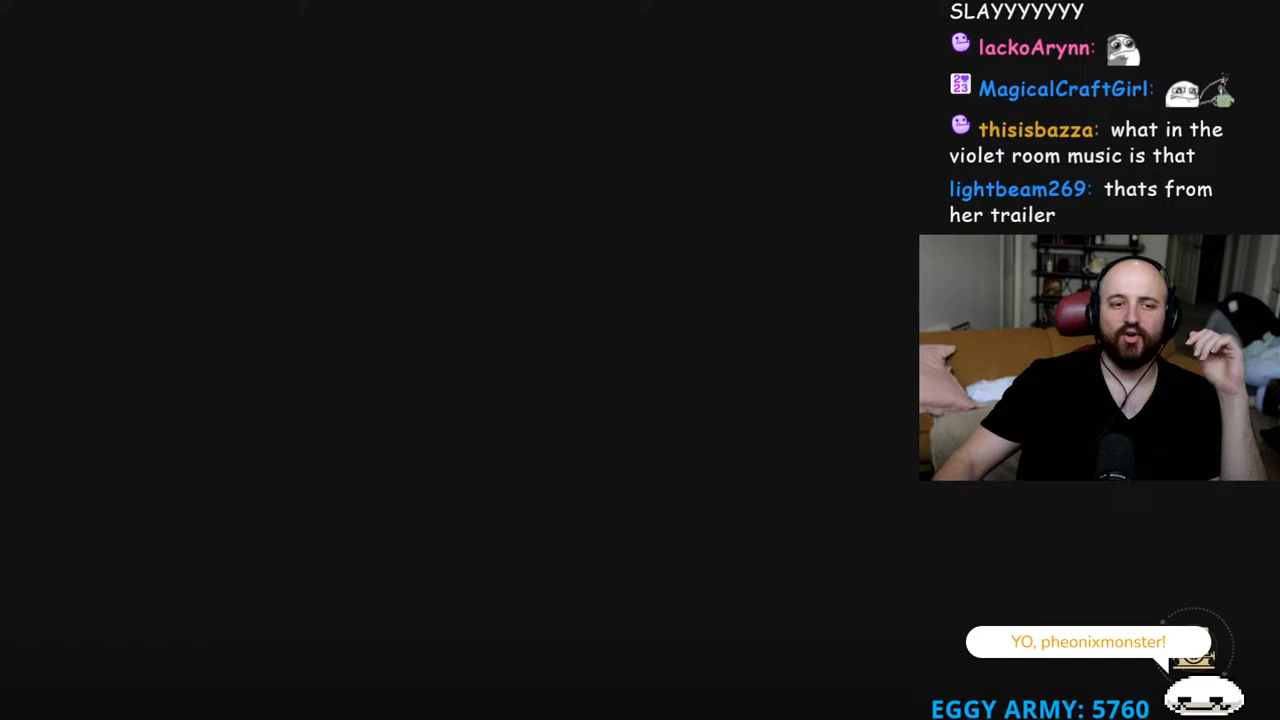 SLAYYYYYYY
lackoArynn:
MagicalCraftGirl:
thisisbazza: what in the
violet room music is that
lightbeam269: thats from
her trailer
YO, pheonixmonster!
EGGY ARMY: 5760